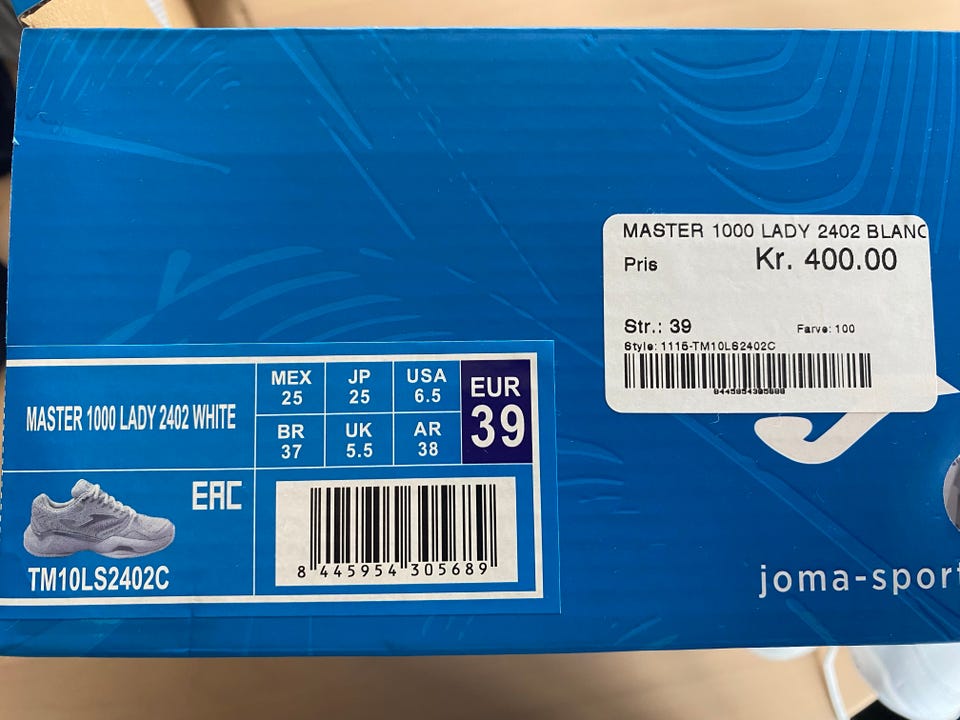 MASTER 1000 LADY 2402 BLANC
Pris Kr. 400.00
Str.: 39 Farve: 100
Style: 1115-TM10LS2402C
MASTER 1000 LADY 2402 WHITE
MEX 25
JP 25
USA 6.5
EUR 39
BR 37
UK 5.5
AR 38
EAC
TM10LS2402C
8 445954 305689
joma-sport